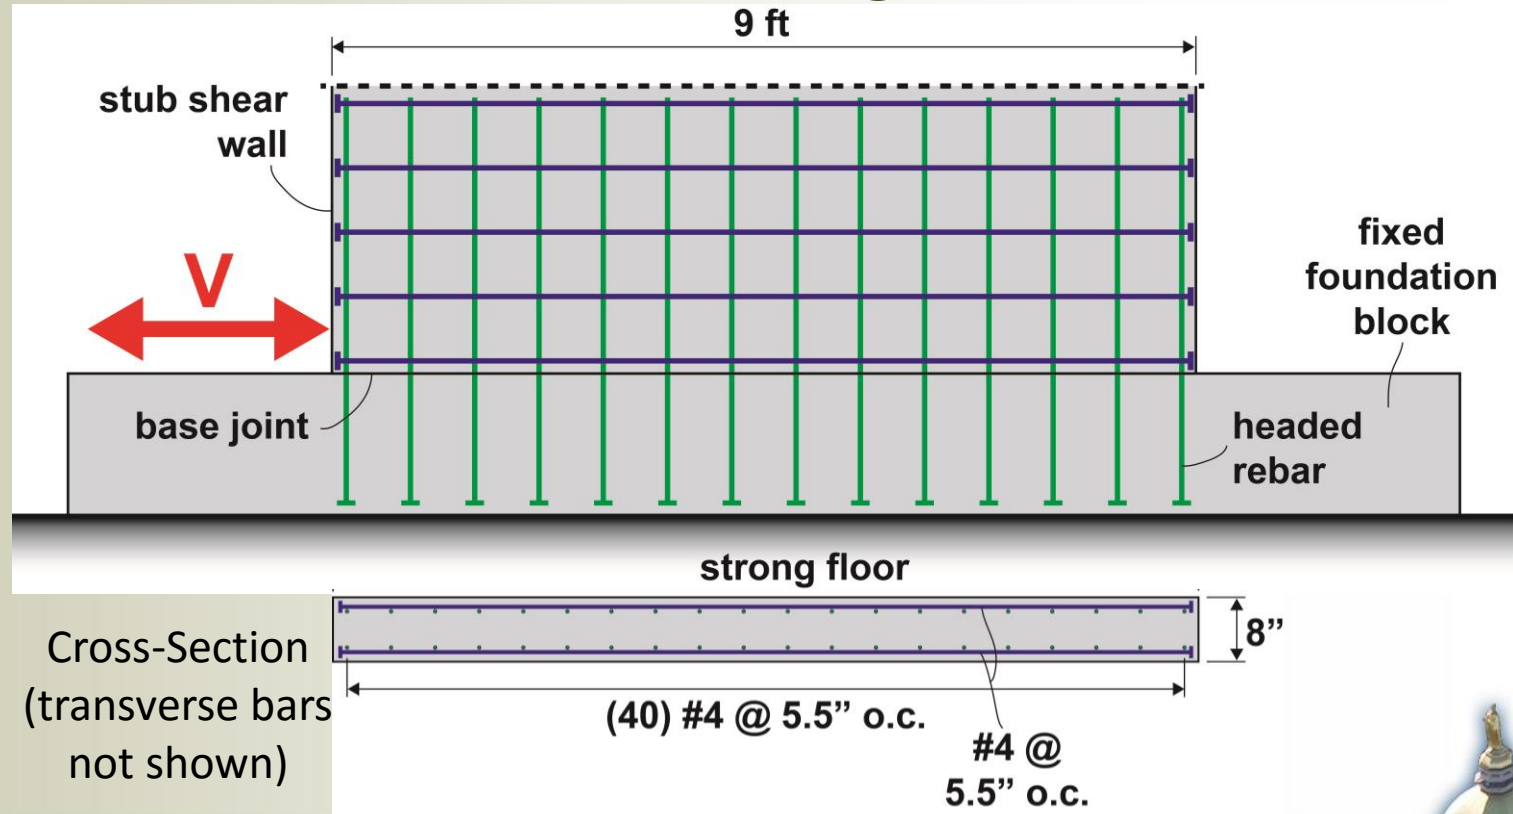 9 ft
stub shear
wall
V
fixed
foundation
block
base joint
headed
rebar
strong floor
Cross-Section
(transverse bars
not shown)
8”
(40) #4 @ 5.5” o.c.
#4 @
5.5” o.c.